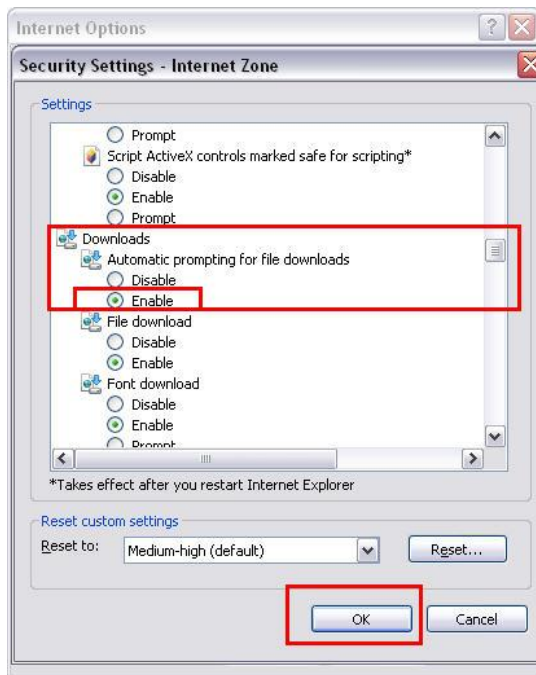 Internet Options
Security Settings - Internet Zone
Settings
Prompt
Script ActiveX controls marked safe for scripting*
Disable
Enable
Prompt
Downloads
Automatic prompting for file downloads
Disable
Enable
File download
Disable
Enable
Font download
Disable
Enable
Prompt
*Takes effect after you restart Internet Explorer
Reset custom settings
Reset to: Medium-high (default) Reset...
OK Cancel